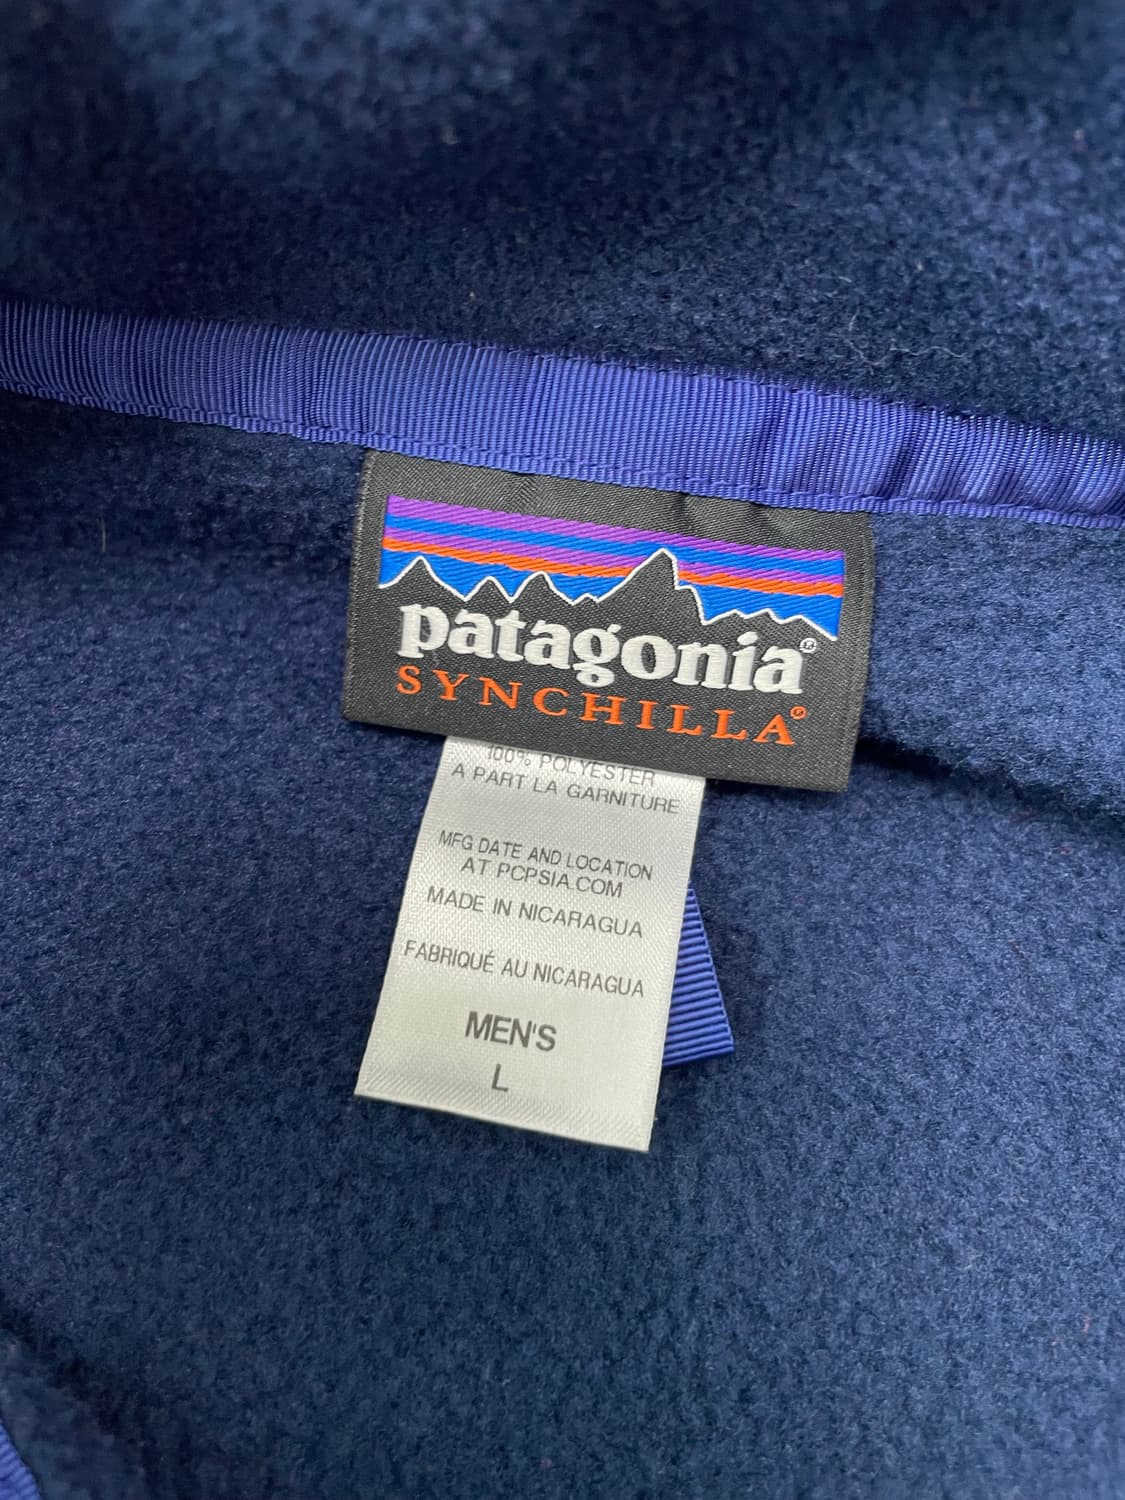 patagonia®
SYNCHILLA®
100% POLYESTER
A PART LA GARNITURE
MFG DATE AND LOCATION
AT PCPSIA.COM
MADE IN NICARAGUA
FABRIQUÉ AU NICARAGUA
MEN'S
L